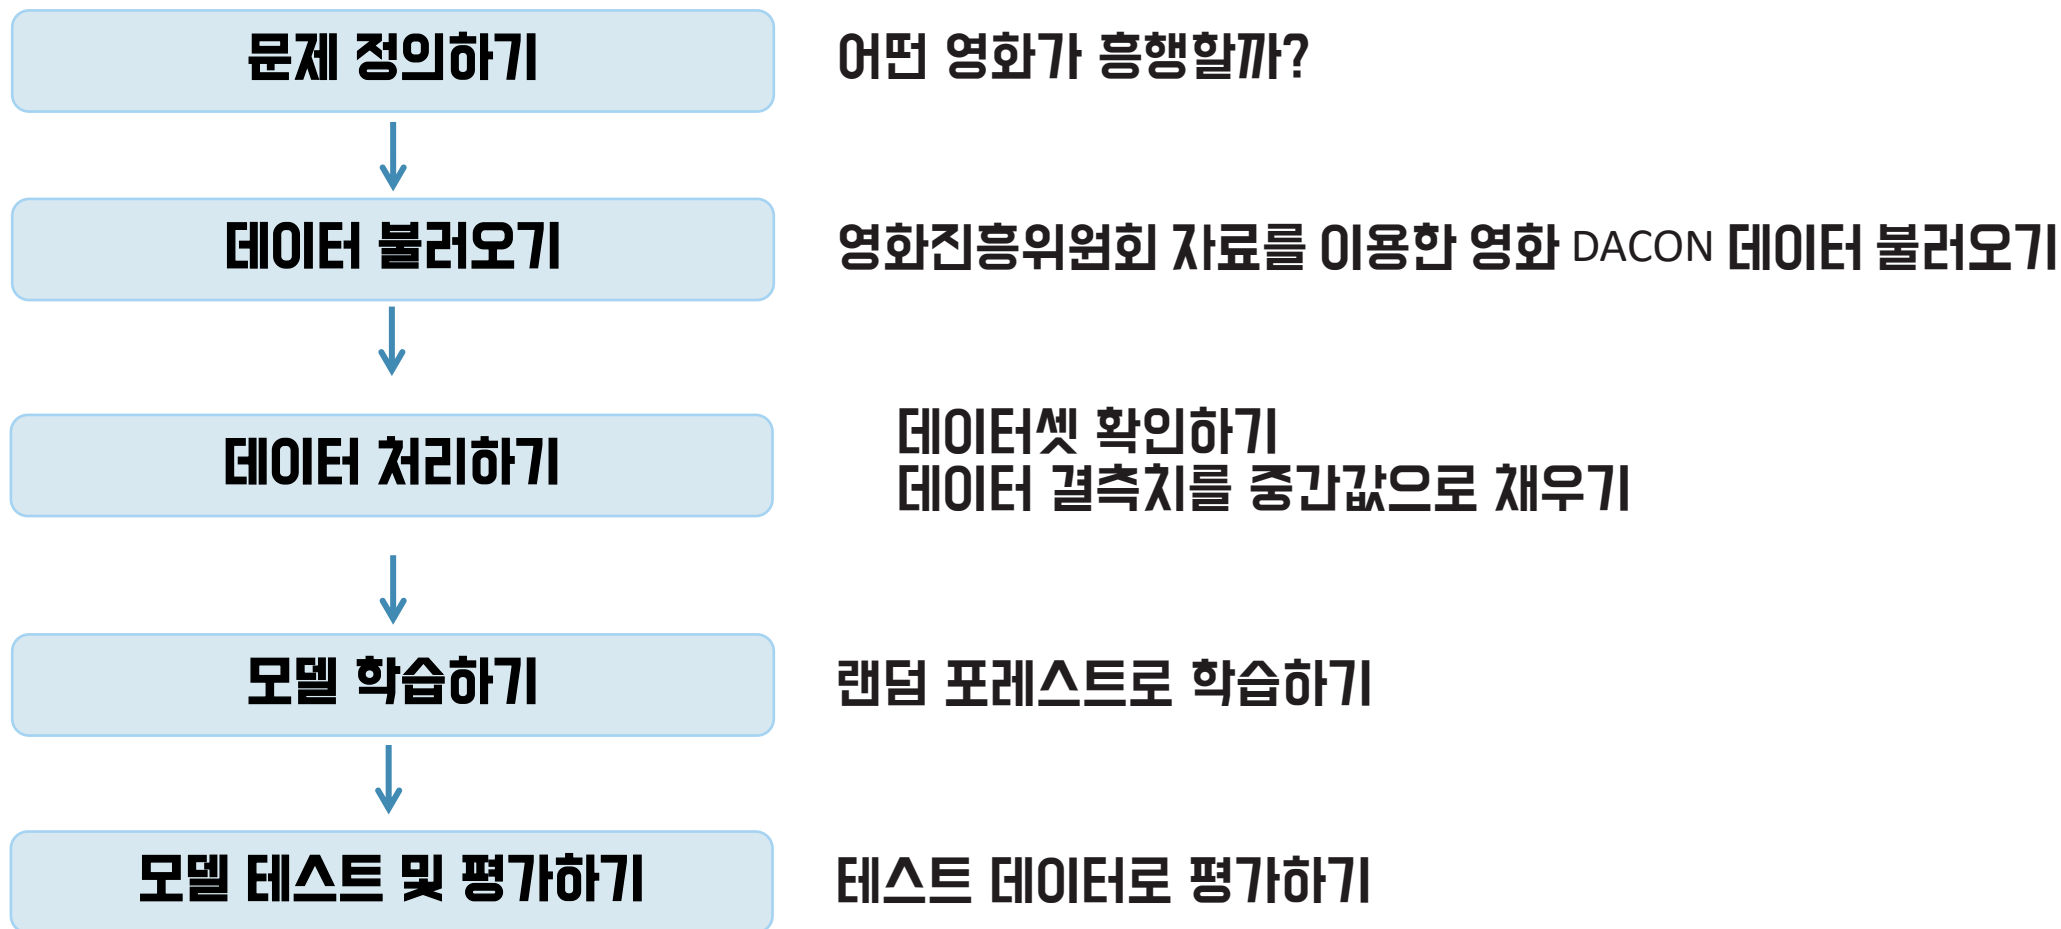 문제 정의하기
어떤 영화가 흥행할까?
데이터 불러오기
영화진흥위원회 자료를 이용한 영화 DACON 데이터 불러오기
데이터 처리하기
데이터셋 확인하기
데이터 결측치를 중간값으로 채우기
모델 학습하기
랜덤 포레스트로 학습하기
모델 테스트 및 평가하기
테스트 데이터로 평가하기